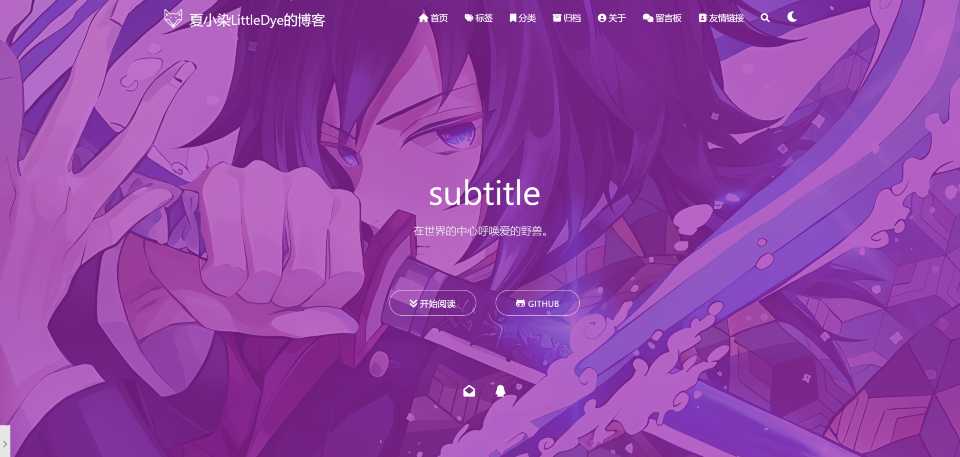 夏小染LittleDye的博客
首页 标签 分类 归档 关于 留言板 友情链接
subtitle
在世界的中心呼唤爱的野兽。
开始阅读 GITHUB